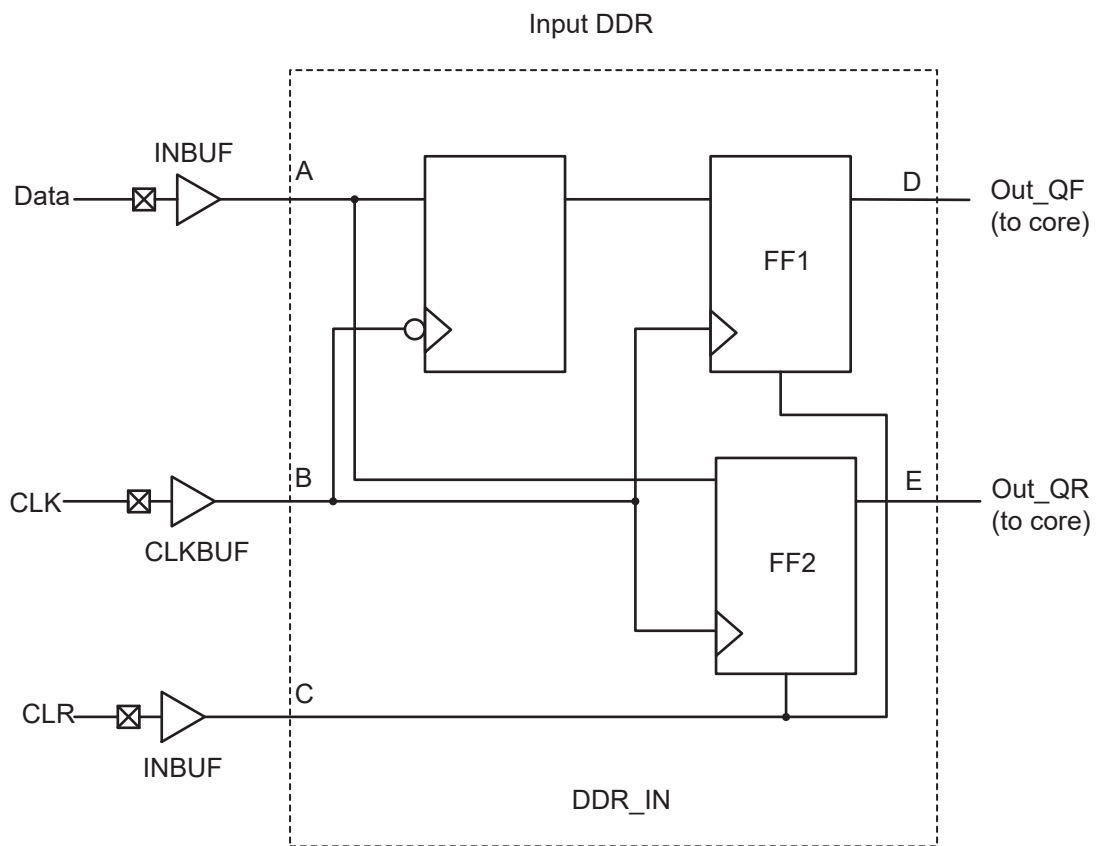 Input DDR
INBUF
A
D
Data
Out_QF
(to core)
FF1
B
E
CLK
Out_QR
(to core)
CLKBUF
FF2
C
CLR
INBUF
DDR_IN